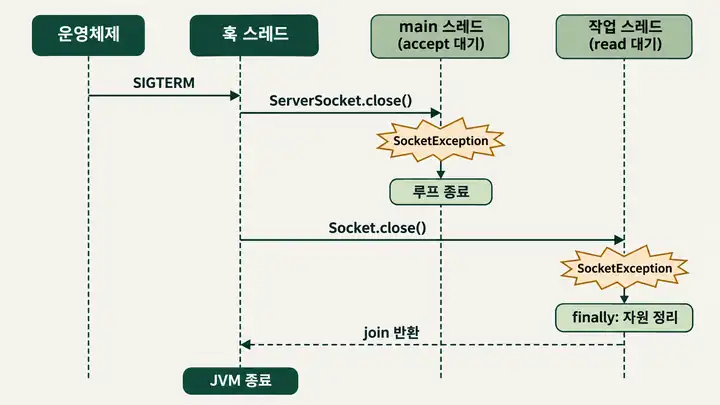 운영체제
훅 스레드
main 스레드
(accept 대기)
작업 스레드
(read 대기)
SIGTERM
ServerSocket.close()
SocketException
루프 종료
Socket.close()
SocketException
finally: 자원 정리
join 반환
JVM 종료